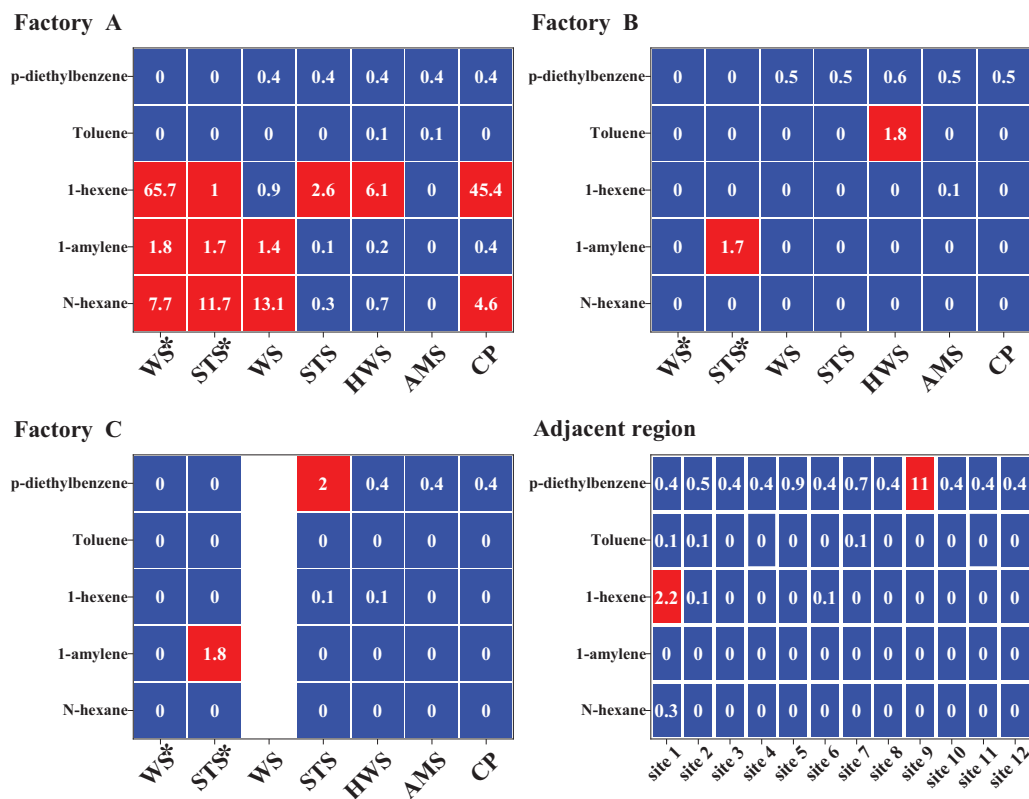 Factory A
p-diethylbenzene 0 0 0.4 0.4 0.4 0.4 0.4
Toluene 0 0 0 0 0.1 0.1 0
1-hexene 65.7 1 0.9 2.6 6.1 0 45.4
1-amylene 1.8 1.7 1.4 0.1 0.2 0 0.4
N-hexane 7.7 11.7 13.1 0.3 0.7 0 4.6
WS* STS* WS STS HWS AMS CP
Factory B
p-diethylbenzene 0 0 0.5 0.5 0.6 0.5 0.5
Toluene 0 0 0 0 1.8 0 0
1-hexene 0 0 0 0 0 0.1 0
1-amylene 0 1.7 0 0 0 0 0
N-hexane 0 0 0 0 0 0 0
WS* STS* WS STS HWS AMS CP
Factory C
p-diethylbenzene 0 0 2 0.4 0.4 0.4
Toluene 0 0 0 0 0 0
1-hexene 0 0 0.1 0.1 0 0
1-amylene 0 1.8 0 0 0 0
N-hexane 0 0 0 0 0 0
WS* STS* WS STS HWS AMS CP
Adjacent region
p-diethylbenzene 0.4 0.5 0.4 0.4 0.9 0.4 0.7 0.4 11 0.4 0.4 0.4
Toluene 0.1 0.1 0 0 0 0 0.1 0 0 0 0 0
1-hexene 2.2 0.1 0 0 0 0.1 0 0 0 0 0 0
1-amylene 0 0 0 0 0 0 0 0 0 0 0 0
N-hexane 0.3 0 0 0 0 0 0 0 0 0 0 0
site 1 site 2 site 3 site 4 site 5 site 6 site 7 site 8 site 9 site 10 site 11 site 12